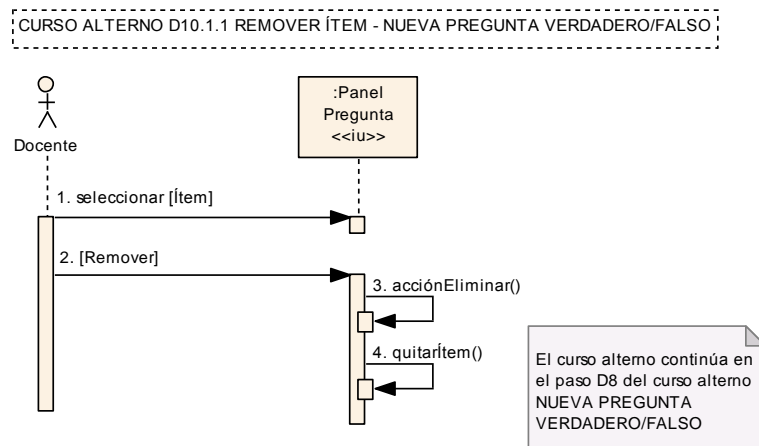 CURSO ALTERNO D10.1.1 REMOVER ÍTEM - NUEVA PREGUNTA VERDADERO/FALSO
:Panel
Pregunta
<<iu>>
Docente
1. seleccionar [Ítem]
2. [Remover]
3. acciónEliminar()
4. quitarÍtem()
El curso alterno continúa en
el paso D8 del curso alterno
NUEVA PREGUNTA
VERDADERO/FALSO